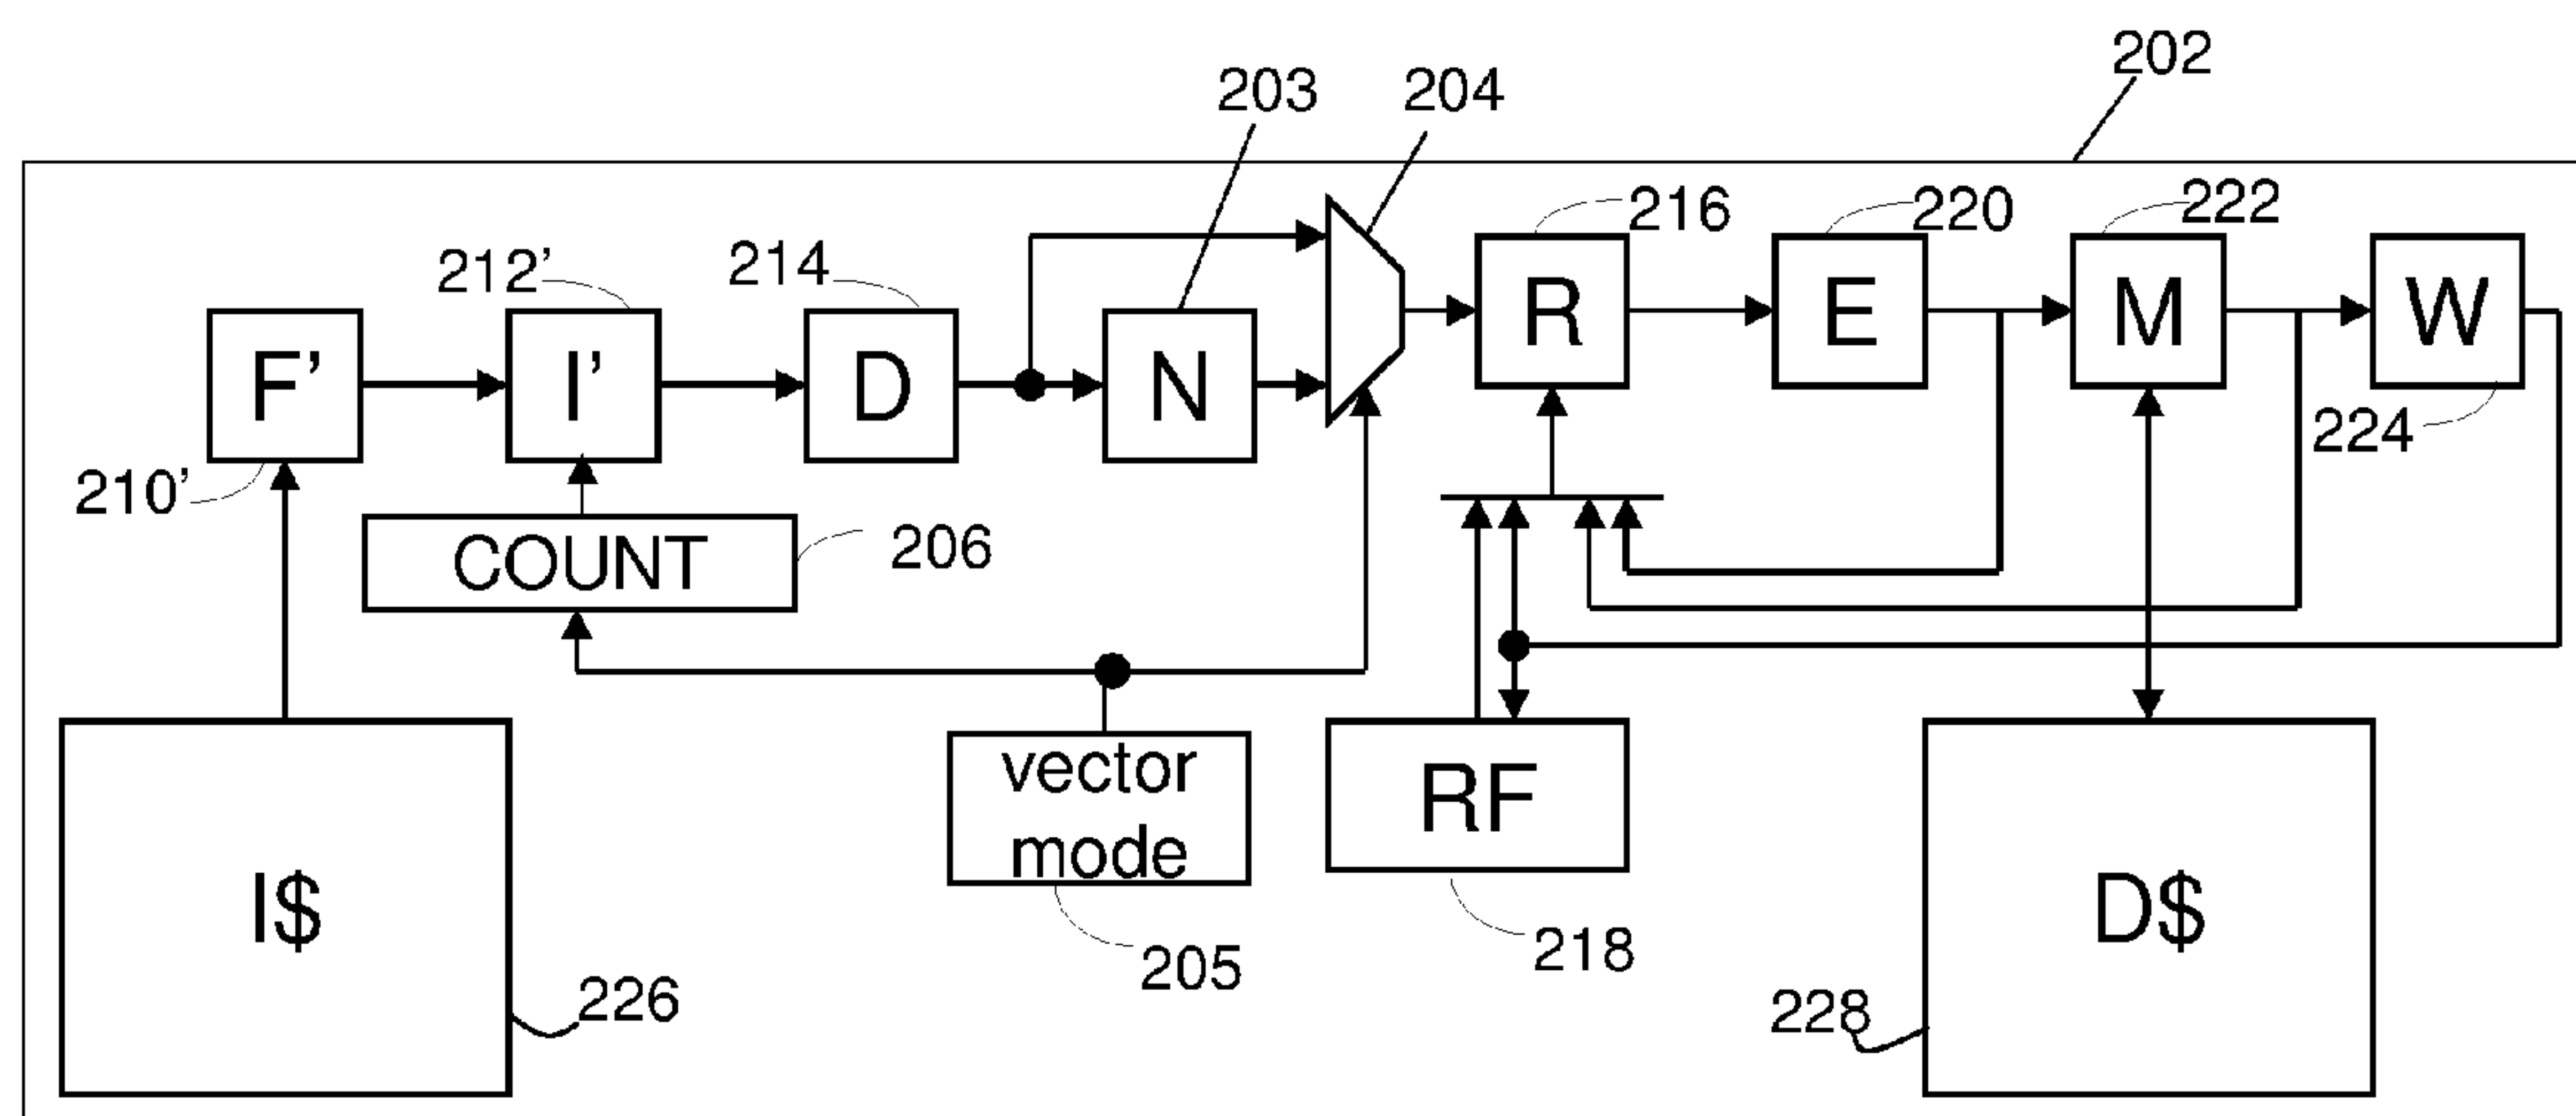 202
203
204
216
220
222
212’
214
F’
I’
D
N
R
E
M
W
210’
224
COUNT
206
vector
mode
RF
I$
D$
205
218
226
228